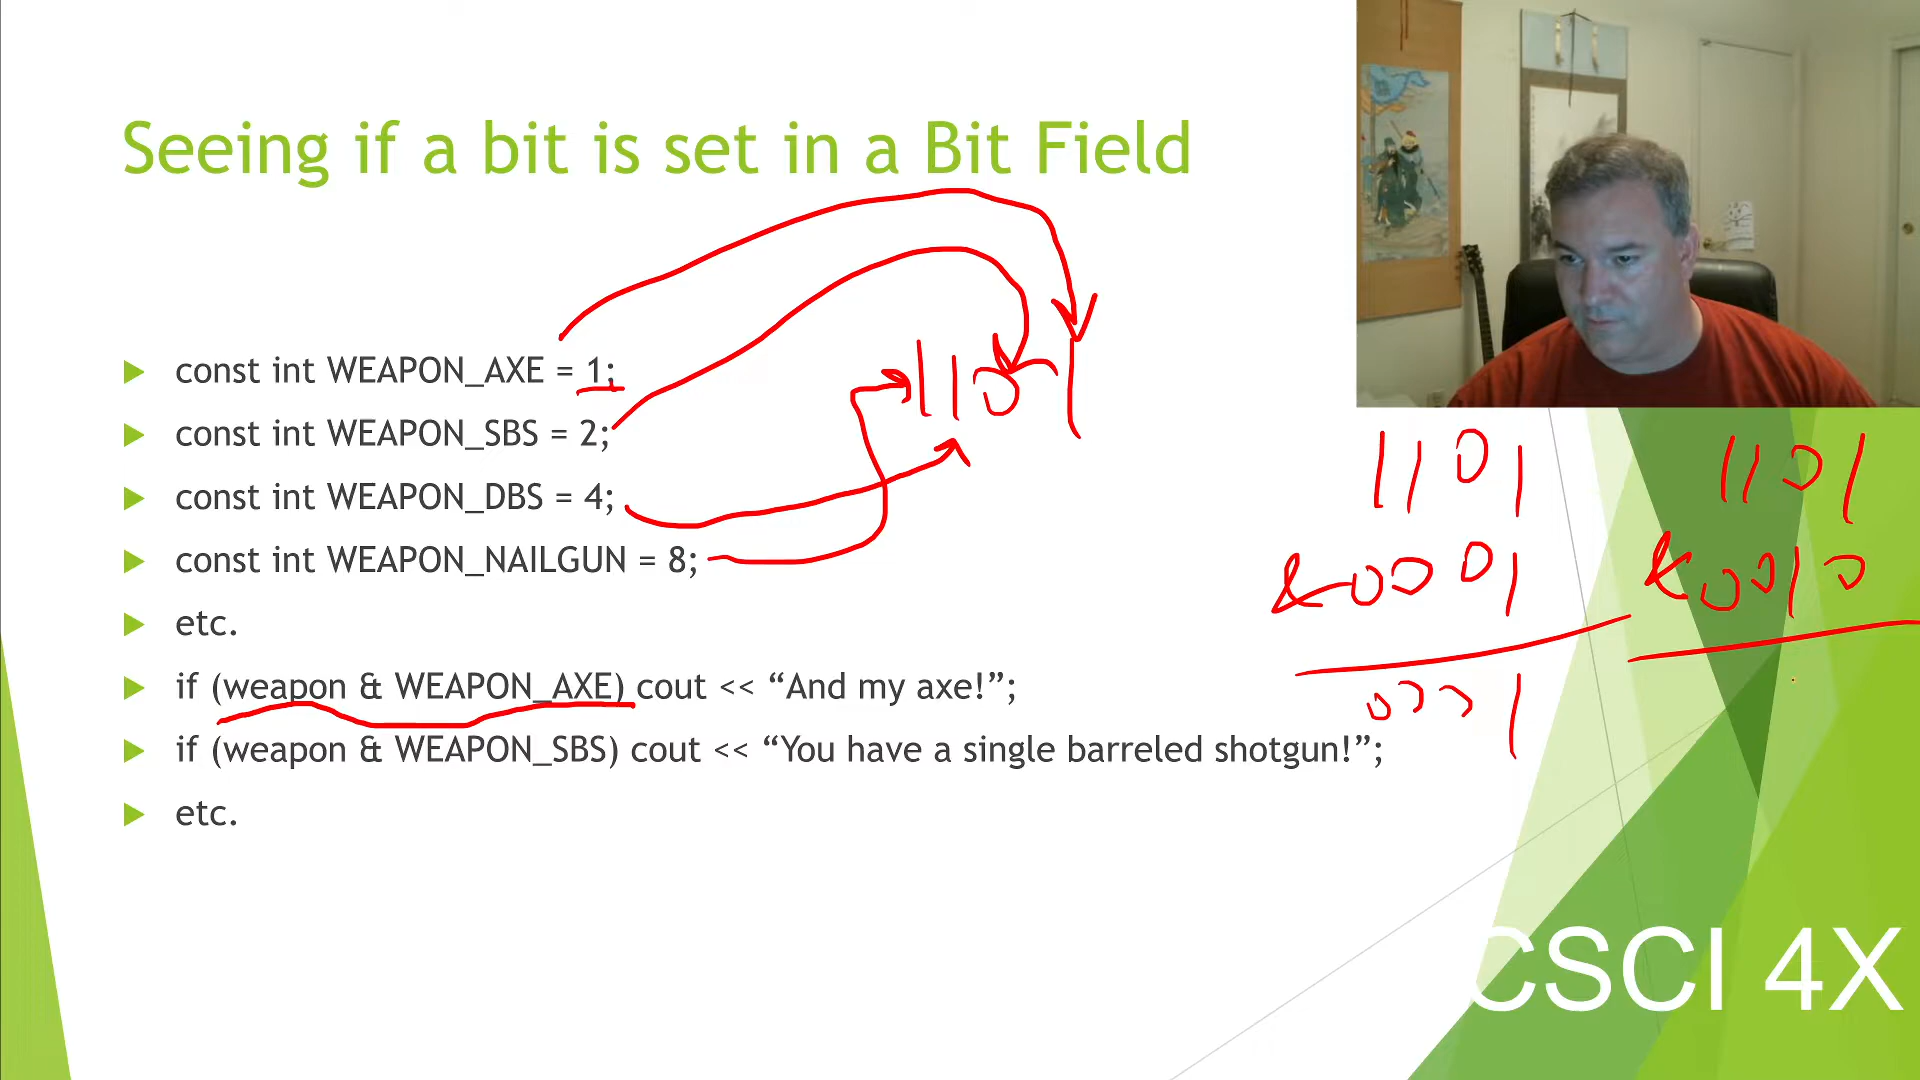 Seeing if a bit is set in a Bit Field
const int WEAPON_AXE = 1;
const int WEAPON_SBS = 2;
const int WEAPON_DBS = 4;
const int WEAPON_NAILGUN = 8;
etc.
if (weapon & WEAPON_AXE) cout << “And my axe!”;
if (weapon & WEAPON_SBS) cout << “You have a single barreled shotgun!”;
etc.
1101
1101
&0001
0001
1101
&0010
CSCI 4X